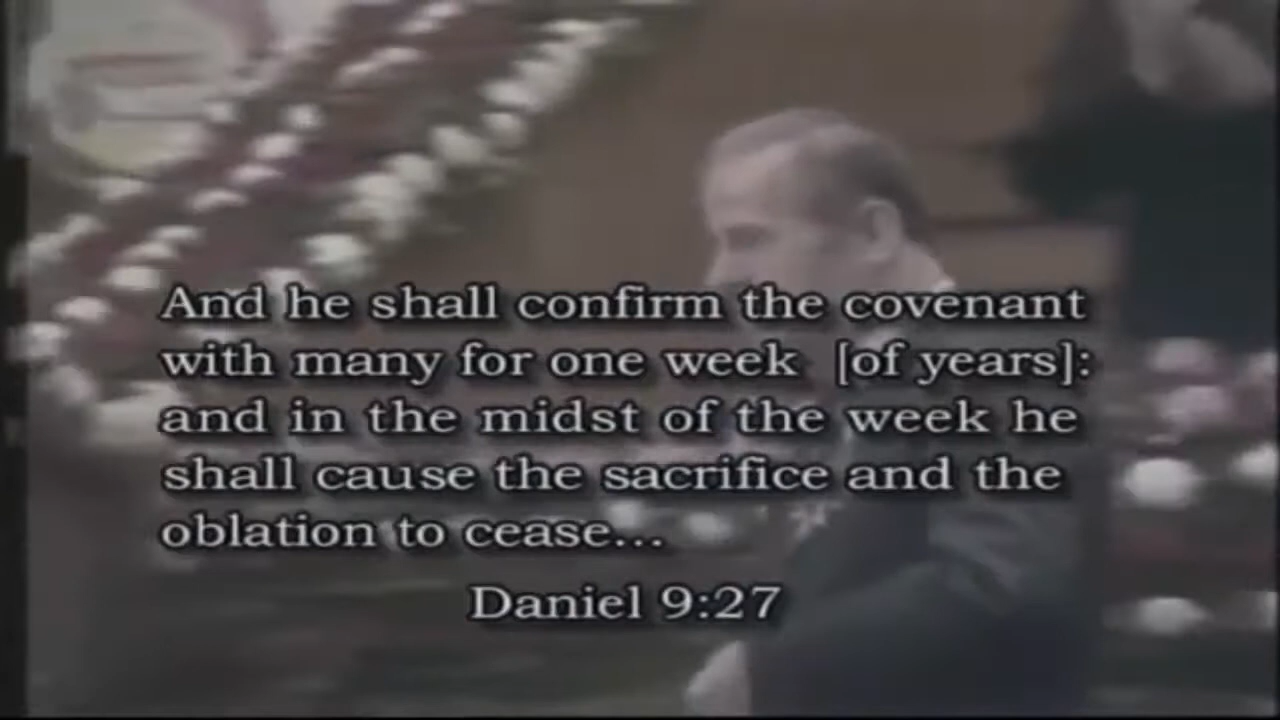 And he shall confirm the covenant
with many for one week [of years]:
and in the midst of the week he
shall cause the sacrifice and the
oblation to cease...
Daniel 9:27